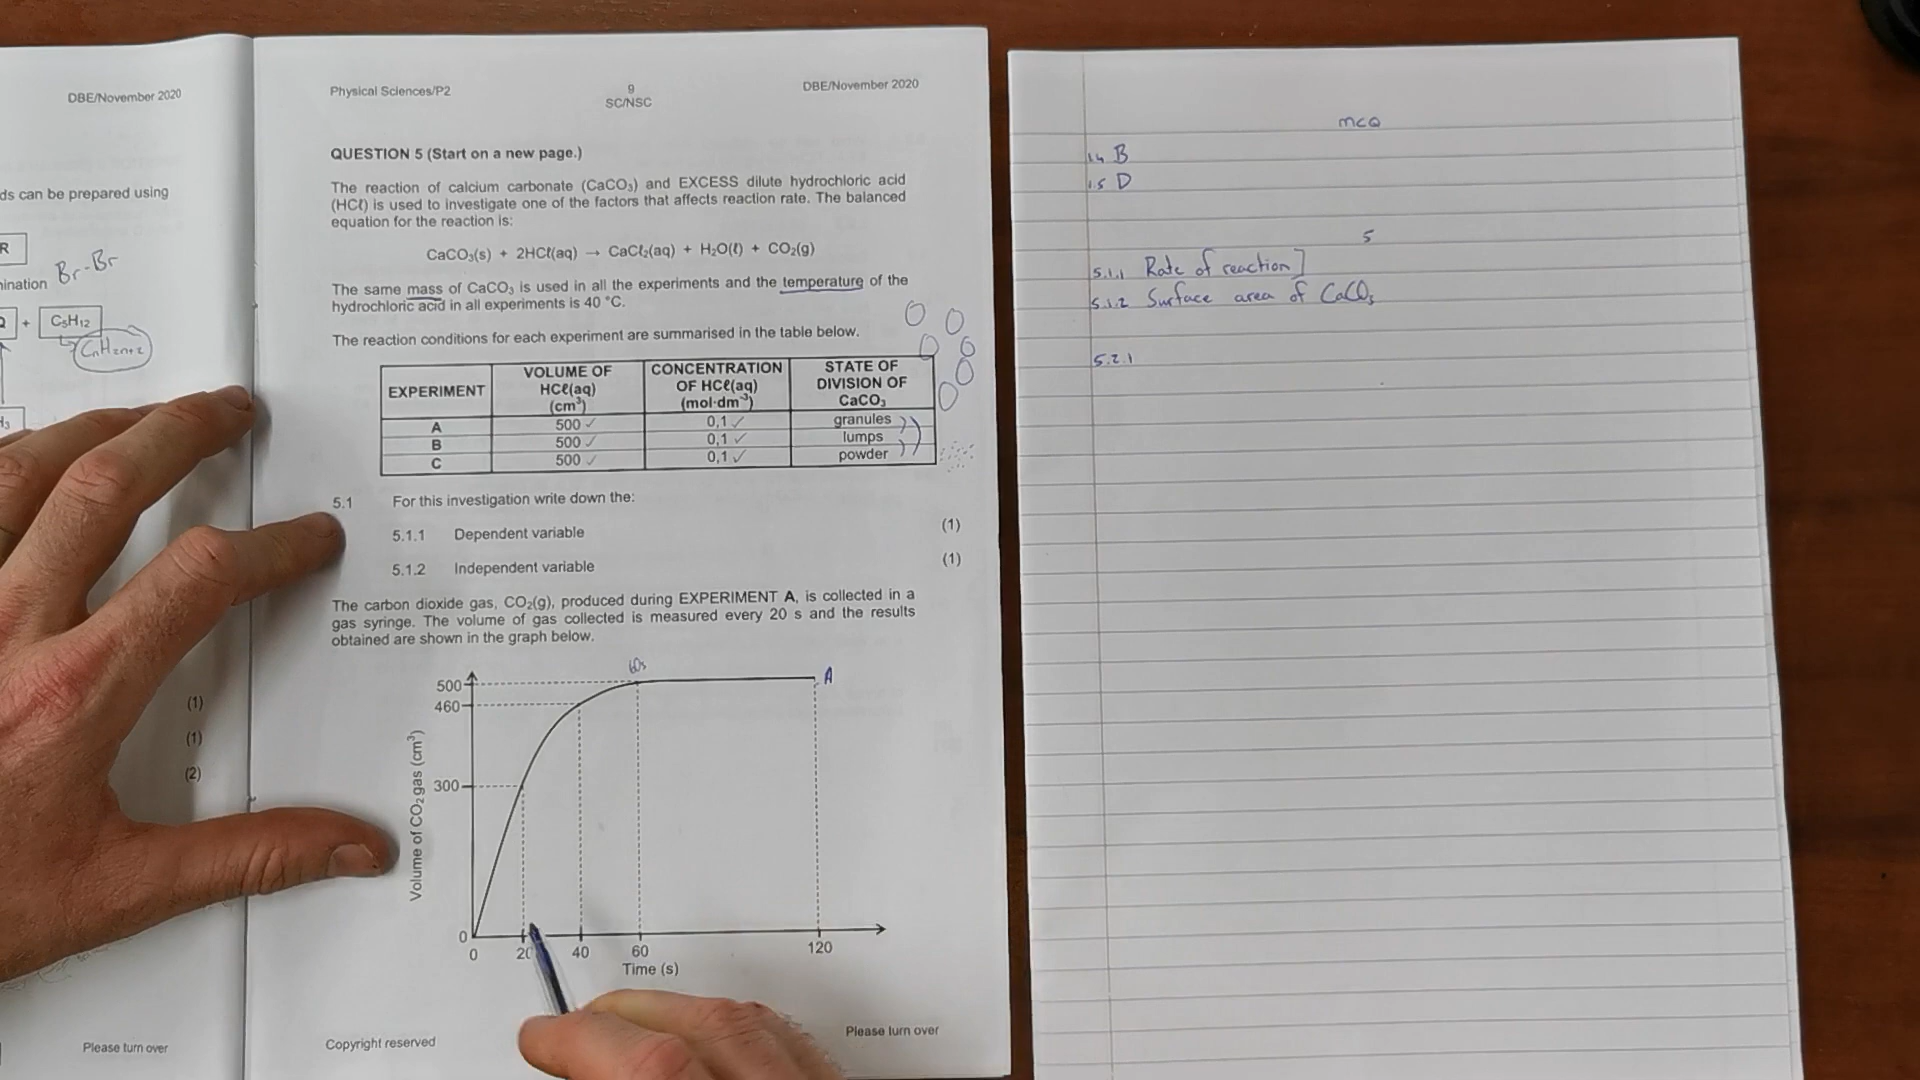 DBE/November 2020
ds can be prepared using
R
Br-Br
+ C₅H₁₂
CnH2n+2
H₃
(1)
(1)
(2)
Please turn over
Physical Sciences/P2
9
SC/NSC
DBE/November 2020
QUESTION 5 (Start on a new page.)
The reaction of calcium carbonate (CaCO₃) and EXCESS dilute hydrochloric acid
(HCℓ) is used to investigate one of the factors that affects reaction rate. The balanced
equation for the reaction is:
CaCO₃(s) + 2HCℓ(aq) → CaCℓ₂(aq) + H₂O(ℓ) + CO₂(g)
The same mass of CaCO₃ is used in all the experiments and the temperature of the
hydrochloric acid in all experiments is 40 °C.
The reaction conditions for each experiment are summarised in the table below.
EXPERIMENT VOLUME OF HCℓ(aq) (cm³) CONCENTRATION OF HCℓ(aq) (mol·dm⁻³) STATE OF DIVISION OF CaCO₃
A 500 ✓ 0,1 ✓ granules
B 500 ✓ 0,1 ✓ lumps
C 500 ✓ 0,1 ✓ powder
5.1 For this investigation write down the:
5.1.1 Dependent variable (1)
5.1.2 Independent variable (1)
The carbon dioxide gas, CO₂(g), produced during EXPERIMENT A, is collected in a
gas syringe. The volume of gas collected is measured every 20 s and the results
obtained are shown in the graph below.
60s
A
500
460
300
0
Volume of CO₂ gas (cm³)
0 20 40 60 120
Time (s)
Copyright reserved
Please turn over
MCQ
1.4 B
1.5 D
5
5.1.1 Rate of reaction]
5.1.2 Surface area of CaCO₃
5.2.1